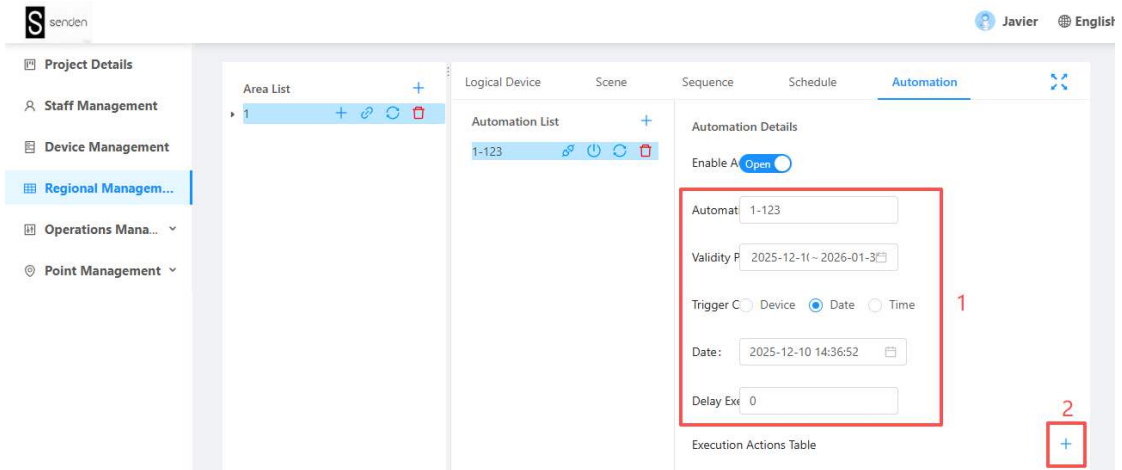 S senden
Javier
English
Project Details
Staff Management
Device Management
Regional Managem...
Operations Mana...
Point Management
Area List
1
Logical Device
Scene
Sequence
Schedule
Automation
Automation List
1-123
Automation Details
Enable A
Open
Automati
1-123
Validity P
2025-12-1( ~ 2026-01-3
Trigger C
Device
Date
Time
1
Date:
2025-12-10 14:36:52
Delay Exe
0
2
Execution Actions Table